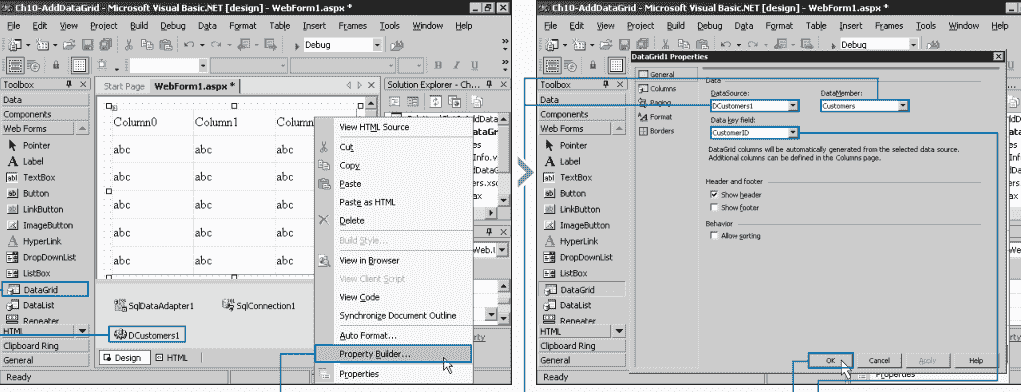 Ch10-AddDataGrid - Microsoft Visual Basic.NET [design] - WebForm1.aspx *
File Edit View Project Build Debug Data Format Table Insert Frames Tools Window Help
Debug
Toolbox
Data
Components
Web Forms
Pointer
Label
TextBox
Button
LinkButton
ImageButton
HyperLink
DropDownList
ListBox
DataGrid
DataList
Repeater
HTML
Clipboard Ring
General
Ready
Start Page WebForm1.aspx *
Column0 Column1 Column
abc abc abc
abc abc abc
abc abc abc
abc abc abc
abc abc abc
SqlDataAdapter1 SqlConnection1
DCustomers1
Design HTML
Solution Explorer - Ch...
View HTML Source
Cut
Copy
Paste
Paste as HTML
Delete
Build Style...
View in Browser
View Client Script
View Code
Synchronize Document Outline
Auto Format...
Property Builder...
Properties
Ch10-AddDataGrid - Microsoft Visual Basic.NET [design] - WebForm1.aspx *
File Edit View Project Build Debug Data Format Table Insert Frames Tools Window Help
Debug
Toolbox
Data
Components
Web Forms
Pointer
Label
TextBox
Button
LinkButton
ImageButton
HyperLink
DropDownList
ListBox
DataGrid
DataList
Repeater
HTML
Clipboard Ring
General
Ready
DataGrid1 Properties
General
Columns
Paging
Format
Borders
Data
DataSource: DataMember:
DCustomers1 Customers
Data key field:
CustomerID
DataGrid columns will be automatically generated from the selected data source.
Additional columns can be defined in the Columns page.
Header and footer
Show header
Show footer
Behavior
Allow sorting
OK Cancel Apply Help
Properties